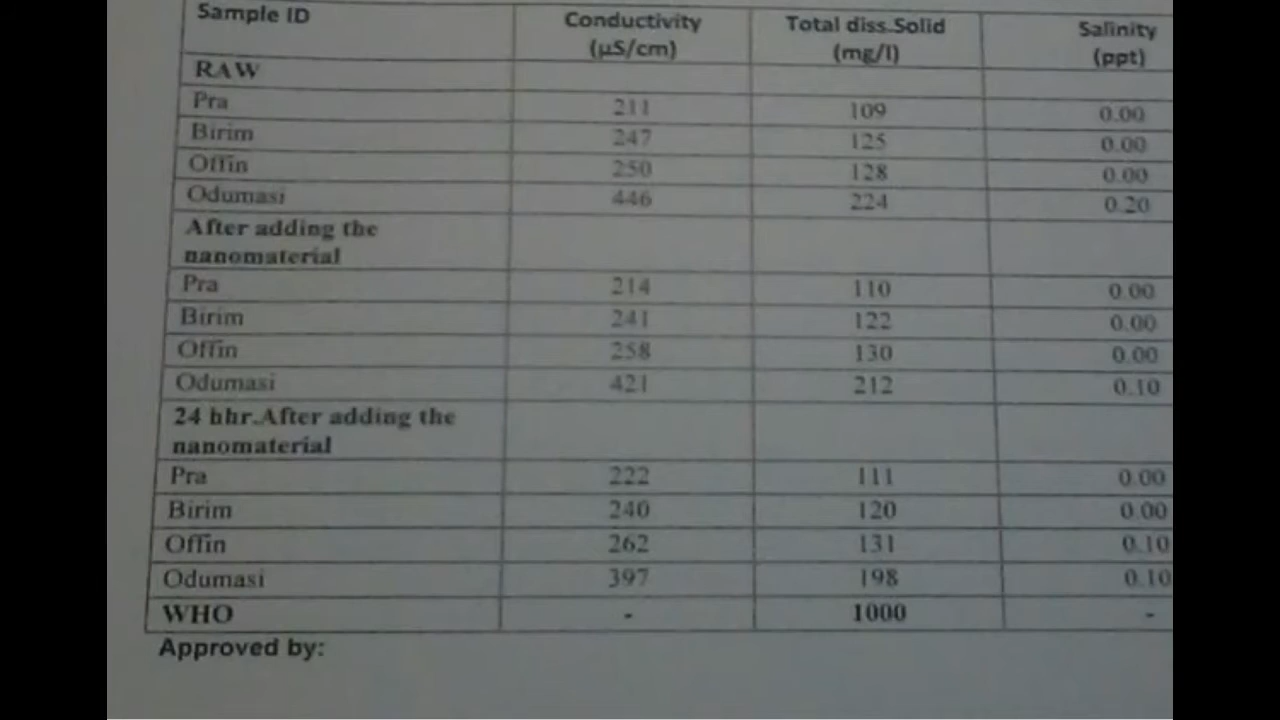 Sample ID Conductivity (µS/cm) Total diss.Solid (mg/l) Salinity (ppt)
RAW
Pra 211 109 0.00
Birim 247 125 0.00
Offin 250 128 0.00
Odumasi 446 224 0.20
After adding the
nanomaterial
Pra 214 110 0.00
Birim 241 122 0.00
Offin 258 130 0.00
Odumasi 421 212 0.10
24 hhr.After adding the
nanomaterial
Pra 222 111 0.00
Birim 240 120 0.00
Offin 262 131 0.10
Odumasi 397 198 0.10
WHO - 1000 -
Approved by: